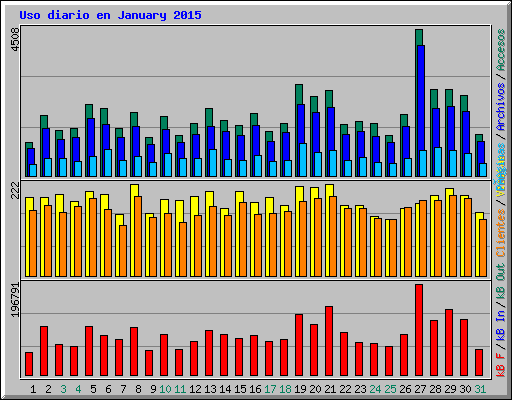 Uso diario en January 2015
4508
222
196791
kB F / kB In / kB Out Clientes / Páginas / Archivos / Accesos
1 2 3 4 5 6 7 8 9 10 11 12 13 14 15 16 17 18 19 20 21 22 23 24 25 26 27 28 29 30 31